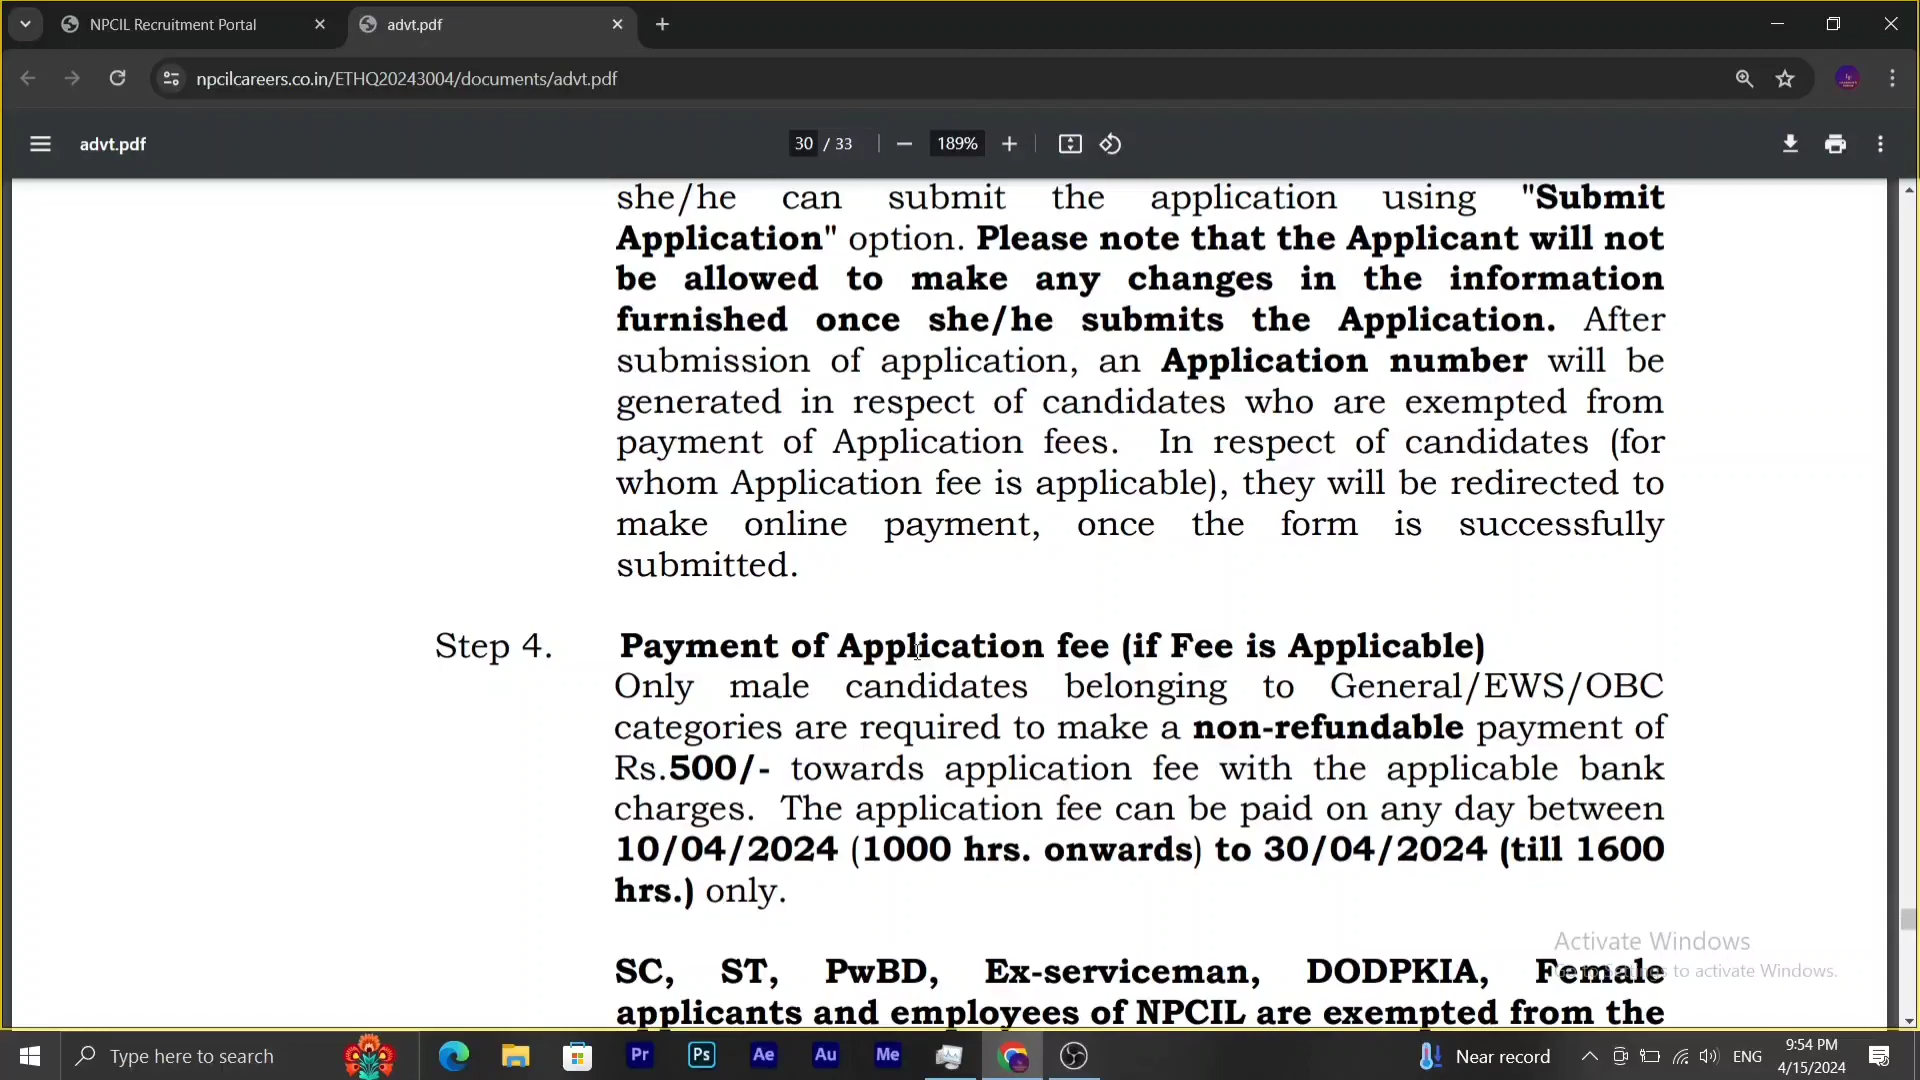 NPCIL Recruitment Portal
advt.pdf
npcilcareers.co.in/ETHQ20243004/documents/advt.pdf
advt.pdf
30 / 33
189%
she/he can submit the application using "Submit
Application" option. Please note that the Applicant will not
be allowed to make any changes in the information
furnished once she/he submits the Application. After
submission of application, an Application number will be
generated in respect of candidates who are exempted from
payment of Application fees. In respect of candidates (for
whom Application fee is applicable), they will be redirected to
make online payment, once the form is successfully
submitted.
Step 4. Payment of Application fee (if Fee is Applicable)
Only male candidates belonging to General/EWS/OBC
categories are required to make a non-refundable payment of
Rs.500/- towards application fee with the applicable bank
charges. The application fee can be paid on any day between
10/04/2024 (1000 hrs. onwards) to 30/04/2024 (till 1600
hrs.) only.
SC, ST, PwBD, Ex-serviceman, DODPKIA, Female
applicants and employees of NPCIL are exempted from the
Activate Windows
Go to Settings to activate Windows.
Type here to search
Pr
Ps
Ae
Au
Me
Near record
ENG
9:54 PM
4/15/2024